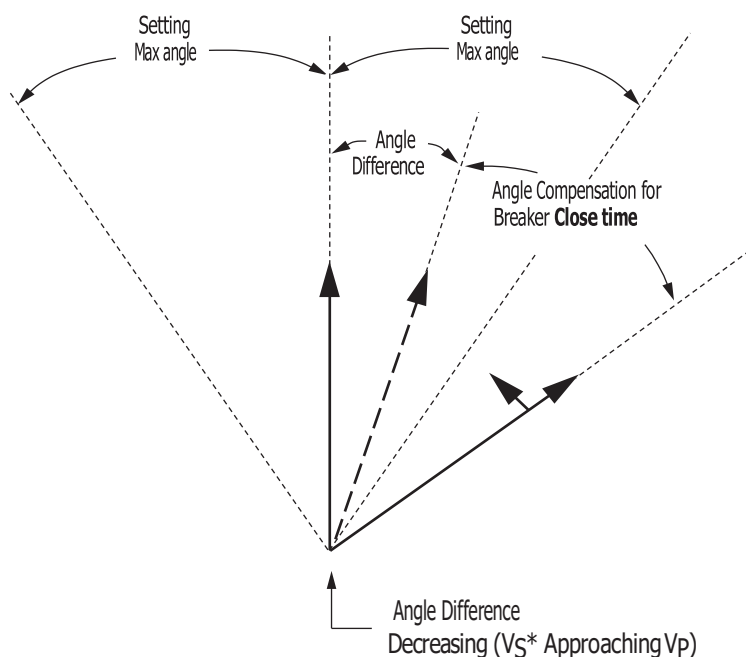 Setting
Max angle
Setting
Max angle
Angle
Difference
Angle Compensation for
Breaker Close time
Angle Difference
Decreasing (VS* Approaching VP)